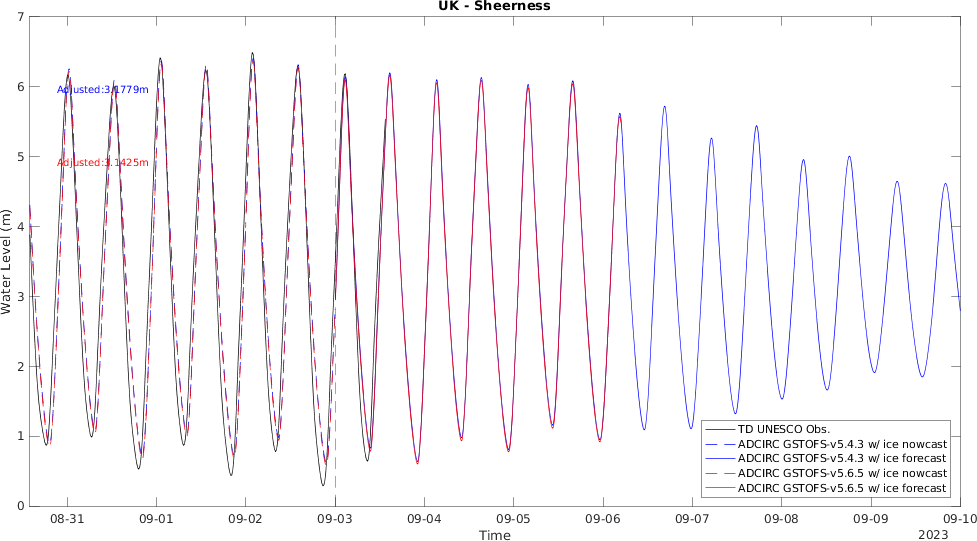 UK - Sheerness
7
6
5
4
3
2
1
0
Water Level (m)
Adjusted:3.1779m
Adjusted:3.1425m
TD UNESCO Obs.
ADCIRC GSTOFS-v5.4.3 w/ ice nowcast
ADCIRC GSTOFS-v5.4.3 w/ ice forecast
ADCIRC GSTOFS-v5.6.5 w/ ice nowcast
ADCIRC GSTOFS-v5.6.5 w/ ice forecast
08-31 09-01 09-02 09-03 09-04 09-05 09-06 09-07 09-08 09-09 09-10
Time
2023